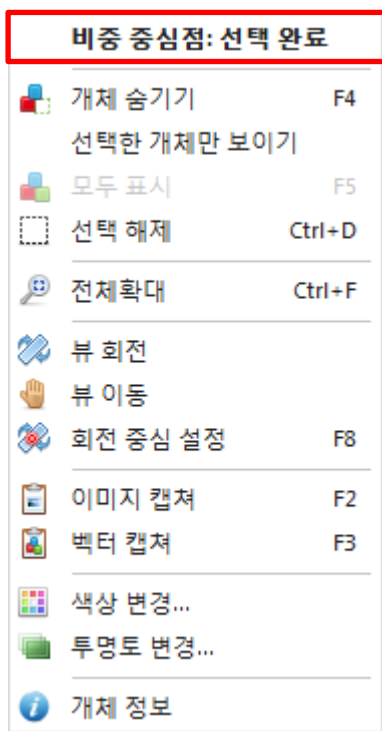 비중 중심점: 선택 완료
개체 숨기기 F4
선택한 개체만 보이기
모두 표시 F5
선택 해제 Ctrl+D
전체확대 Ctrl+F
뷰 회전
뷰 이동
회전 중심 설정 F8
이미지 캡쳐 F2
벡터 캡쳐 F3
색상 변경...
투명토 변경...
개체 정보